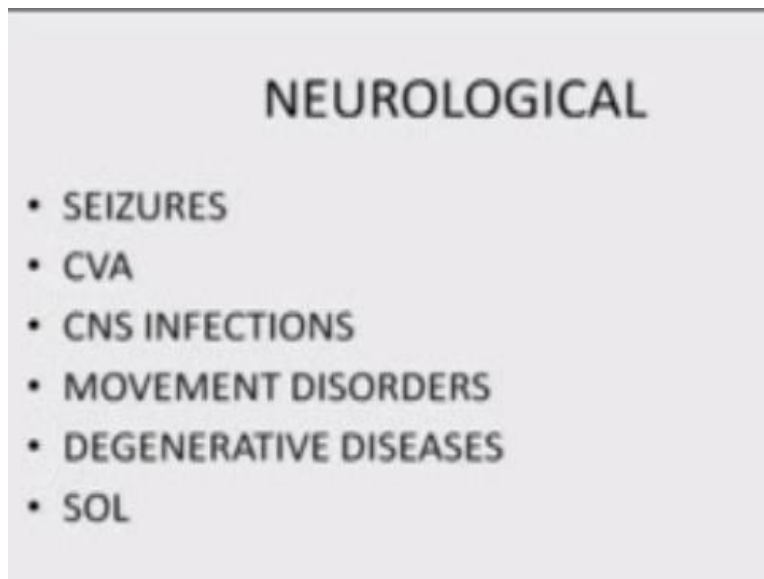 NEUROLOGICAL
• SEIZURES
• CVA
• CNS INFECTIONS
• MOVEMENT DISORDERS
• DEGENERATIVE DISEASES
• SOL